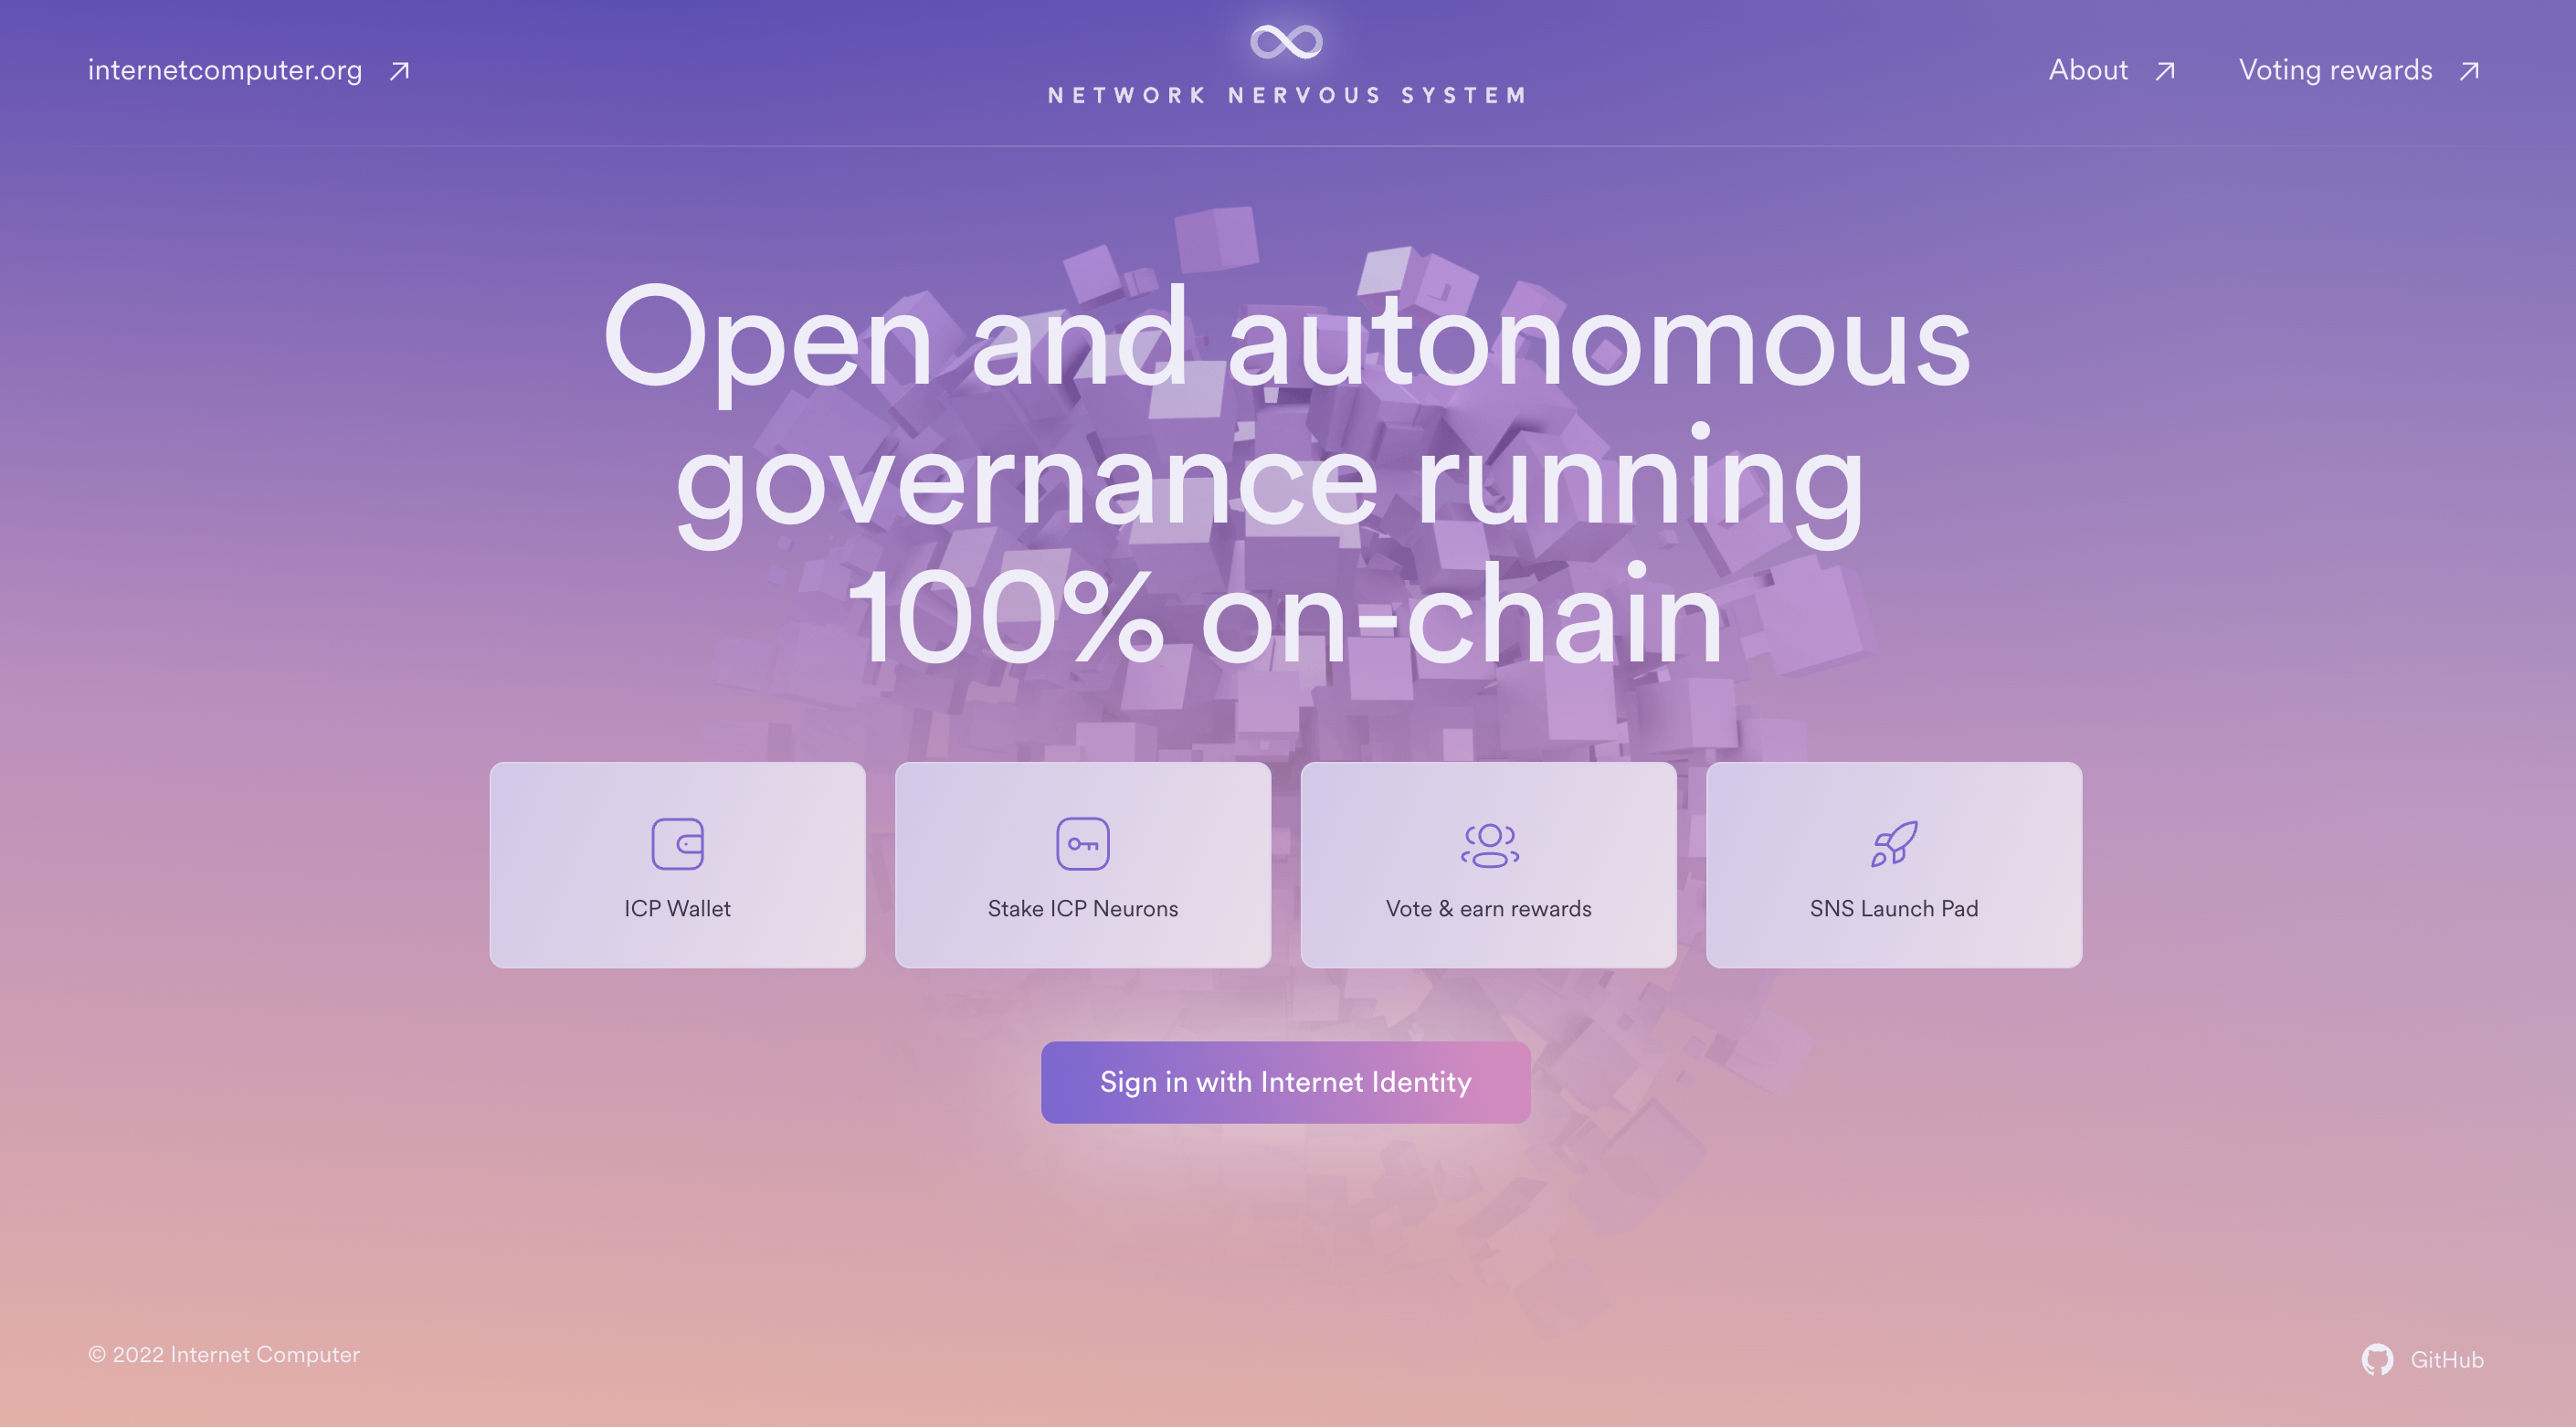 internetcomputer.org
NETWORK NERVOUS SYSTEM
About
Voting rewards
Open and autonomous
governance running
100% on-chain
ICP Wallet
Stake ICP Neurons
Vote & earn rewards
SNS Launch Pad
Sign in with Internet Identity
© 2022 Internet Computer
GitHub